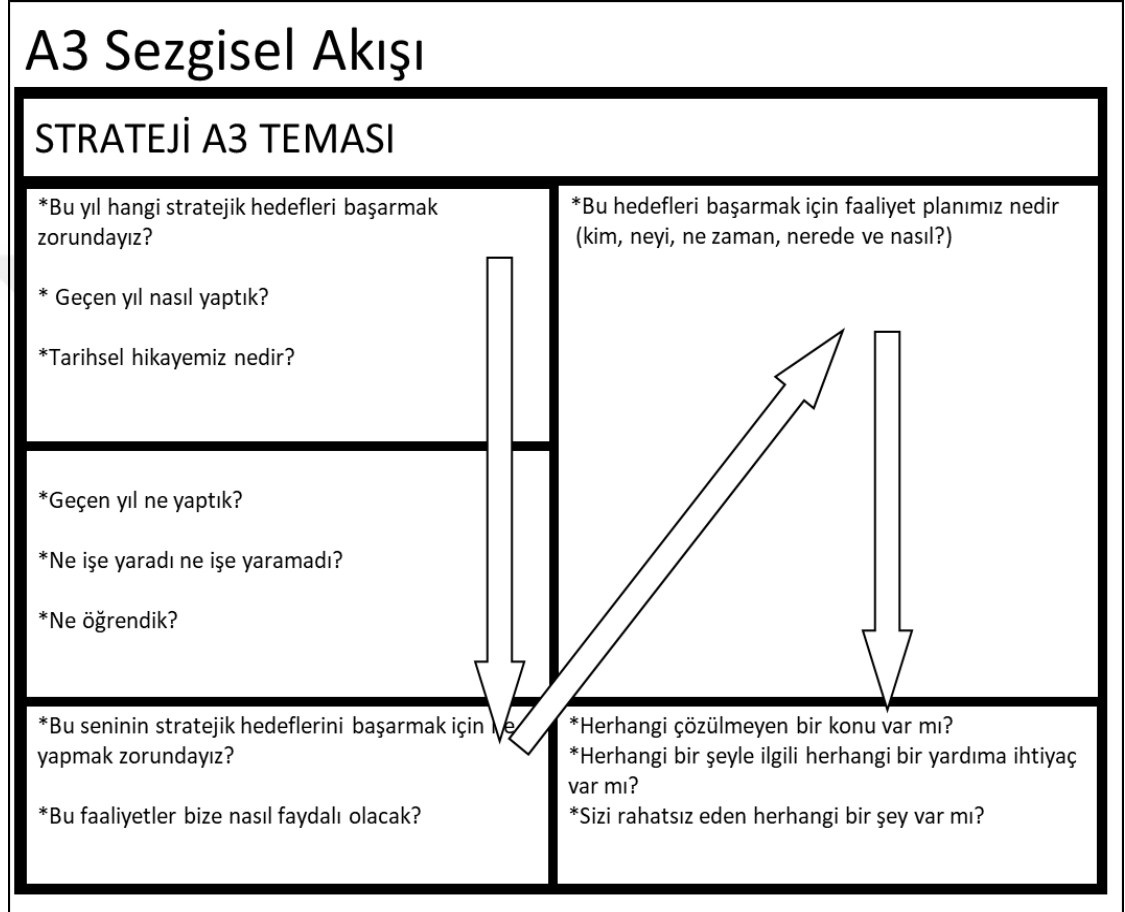 A3 Sezgisel Akışı
STRATEJİ A3 TEMASI
*Bu yıl hangi stratejik hedefleri başarmak
zorundayız?
* Geçen yıl nasıl yaptık?
*Tarihsel hikayemiz nedir?
*Geçen yıl ne yaptık?
*Ne işe yaradı ne işe yaramadı?
*Ne öğrendik?
*Bu seninin stratejik hedeflerini başarmak için ne
yapmak zorundayız?
*Bu faaliyetler bize nasıl faydalı olacak?
*Bu hedefleri başarmak için faaliyet planımız nedir
(kim, neyi, ne zaman, nerede ve nasıl?)
*Herhangi çözülmeyen bir konu var mı?
*Herhangi bir şeyle ilgili herhangi bir yardıma ihtiyaç
var mı?
*Sizi rahatsız eden herhangi bir şey var mı?